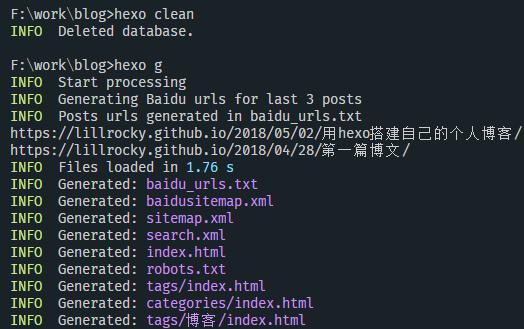 F:\work\blog>hexo clean
INFO  Deleted database.
F:\work\blog>hexo g
INFO  Start processing
INFO  Generating Baidu urls for last 3 posts
INFO  Posts urls generated in baidu_urls.txt
https://lillrocky.github.io/2018/05/02/用hexo搭建自己的个人博客/
https://lillrocky.github.io/2018/04/28/第一篇博文/
INFO  Files loaded in 1.76 s
INFO  Generated: baidu_urls.txt
INFO  Generated: baidusitemap.xml
INFO  Generated: sitemap.xml
INFO  Generated: search.xml
INFO  Generated: index.html
INFO  Generated: robots.txt
INFO  Generated: tags/index.html
INFO  Generated: categories/index.html
INFO  Generated: tags/博客/index.html